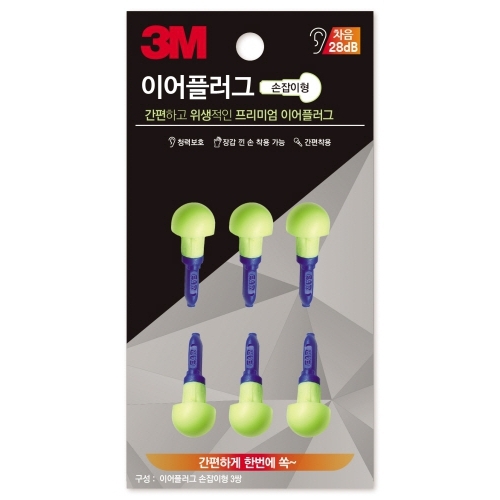 3M
차음
28dB
이어플러그 손잡이형
간편하고 위생적인 프리미엄 이어플러그
청력보호 장갑 낀 손 착용 가능 간편착용
간편하게 한번에 쏙~
구성 : 이어플러그 손잡이형 3쌍